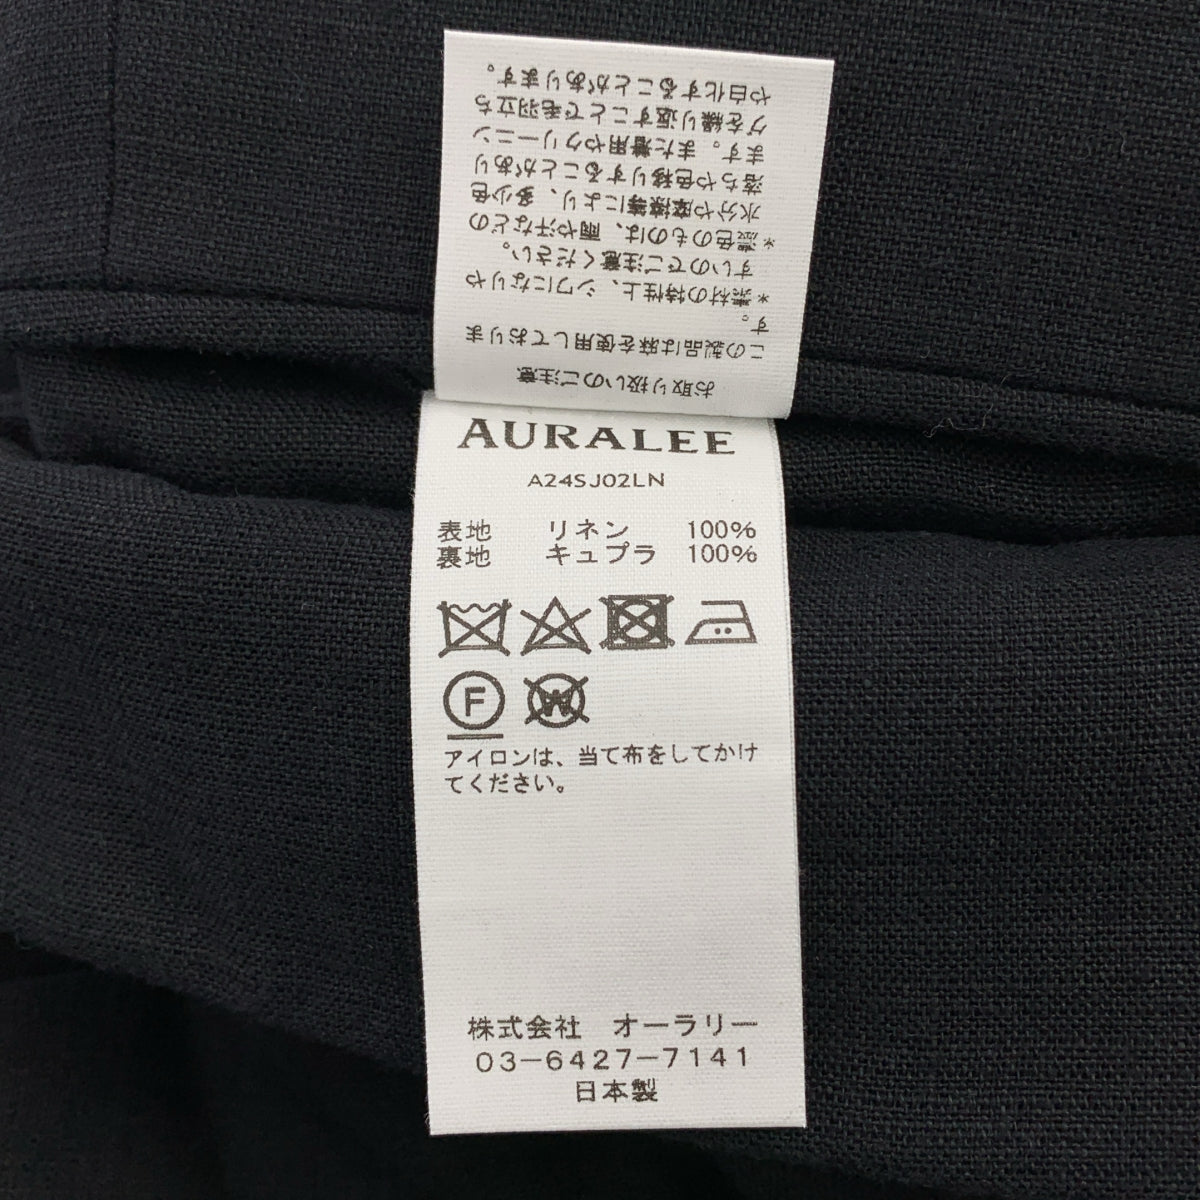 お取り扱いのご注意
この製品は麻を使用しておりま
す。
*素材の特性上、シワになりや
すいのでご注意ください。
*濃色のものは、雨や汗などの
水分や摩擦等により、多少色
落ちや色移りすることがあり
ます。また着用やクリーニン
グを繰り返すことで毛羽立ち
や白化することがあります。
AURALEE
A24SJ02LN
表地 リネン 100%
裏地 キュプラ 100%
F W
アイロンは、当て布をしてかけ
てください。
株式会社 オーラリー
03-6427-7141
日本製